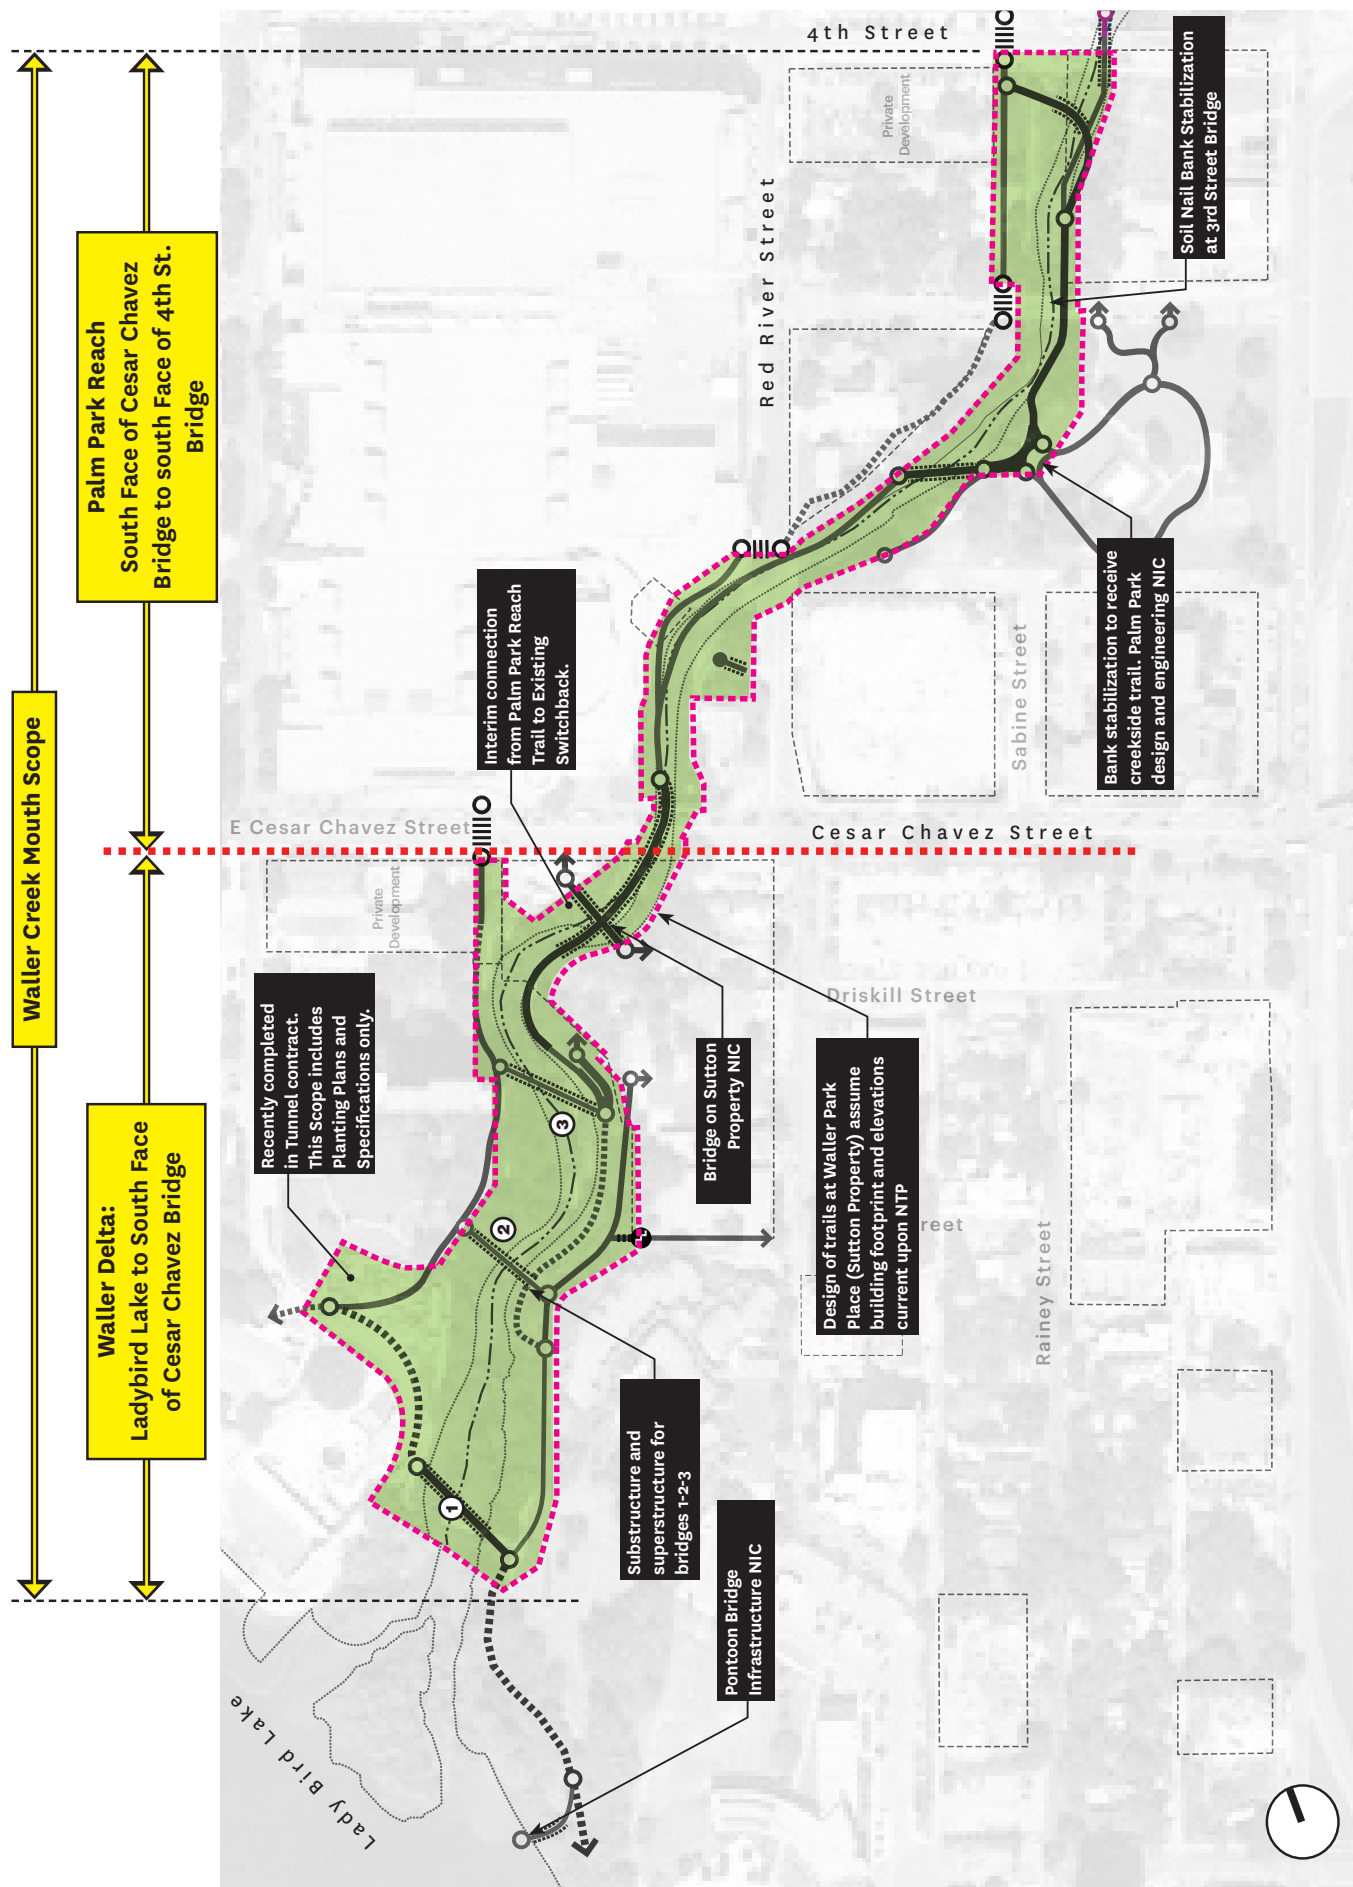 Waller Creek Mouth Scope
Palm Park Reach
South Face of Cesar Chavez
Bridge to south Face of 4th St.
Bridge
Waller Delta:
Ladybird Lake to South Face
of Cesar Chavez Bridge
4th Street
Private
Development
Red River Street
Soil Nail Bank Stabilization
at 3rd Street Bridge
Interim connection
from Palm Park Reach
Trail to Existing
Switchback.
Sabine Street
Bank stabilization to receive
creekside trail. Palm Park
design and engineering NIC
E Cesar Chavez Street
Cesar Chavez Street
Private
Development
Recently completed
in Tunnel contract.
This Scope includes
Planting Plans and
Specifications only.
Driskill Street
Bridge on Sutton
Property NIC
Design of trails at Waller Park
Place (Sutton Property) assume
building footprint and elevations
current upon NTP
reet
Rainey Street
3
2
1
Substructure and
superstructure for
bridges 1-2-3
Pontoon Bridge
Infrastructure NIC
Lady Bird Lake